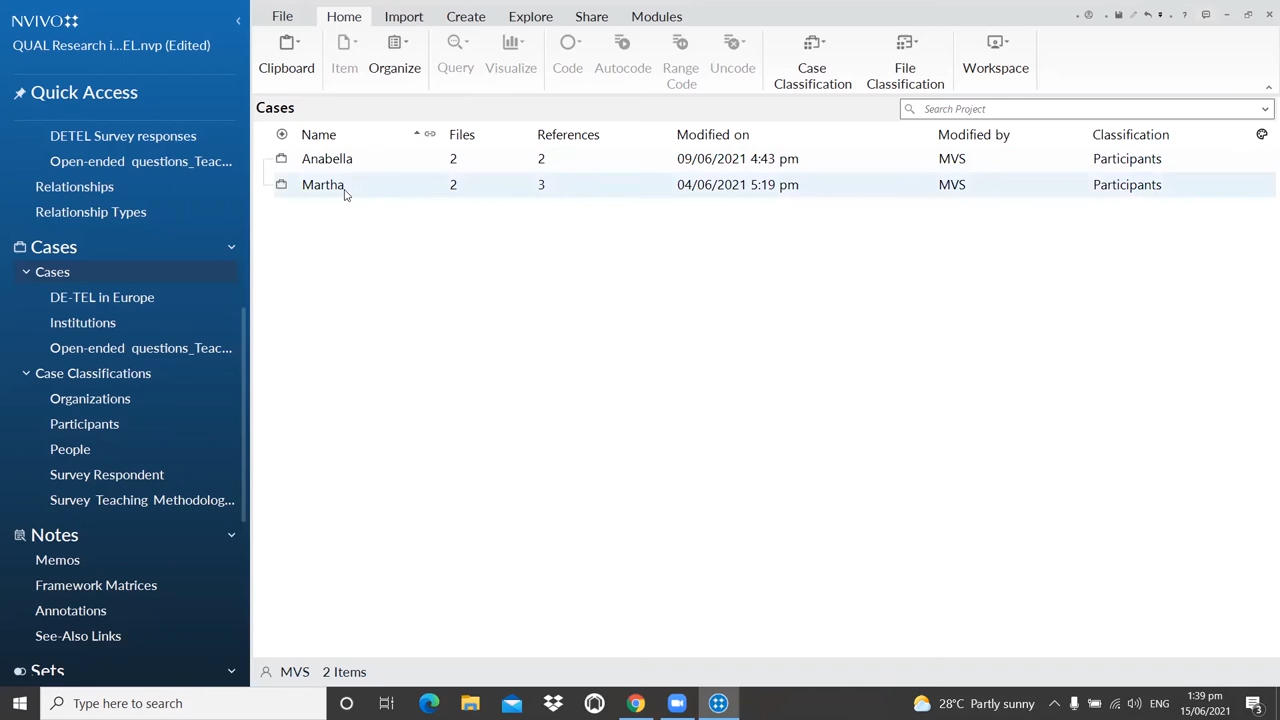 NVIVO
QUAL Research i...EL.nvp (Edited)
Quick Access
DETEL Survey responses
Open-ended questions_Teac...
Relationships
Relationship Types
Cases
Cases
DE-TEL in Europe
Institutions
Open-ended questions_Teac...
Case Classifications
Organizations
Participants
People
Survey Respondent
Survey Teaching Methodolog...
Notes
Memos
Framework Matrices
Annotations
See-Also Links
Sets
File Home Import Create Explore Share Modules
Clipboard Item Organize Query Visualize Code Autocode Range Code Uncode Case Classification File Classification Workspace
Cases
Search Project
Name Files References Modified on Modified by Classification
Anabella 2 2 09/06/2021 4:43 pm MVS Participants
Martha 2 3 04/06/2021 5:19 pm MVS Participants
MVS 2 Items
Type here to search
28°C Partly sunny
ENG
1:39 pm
15/06/2021
3